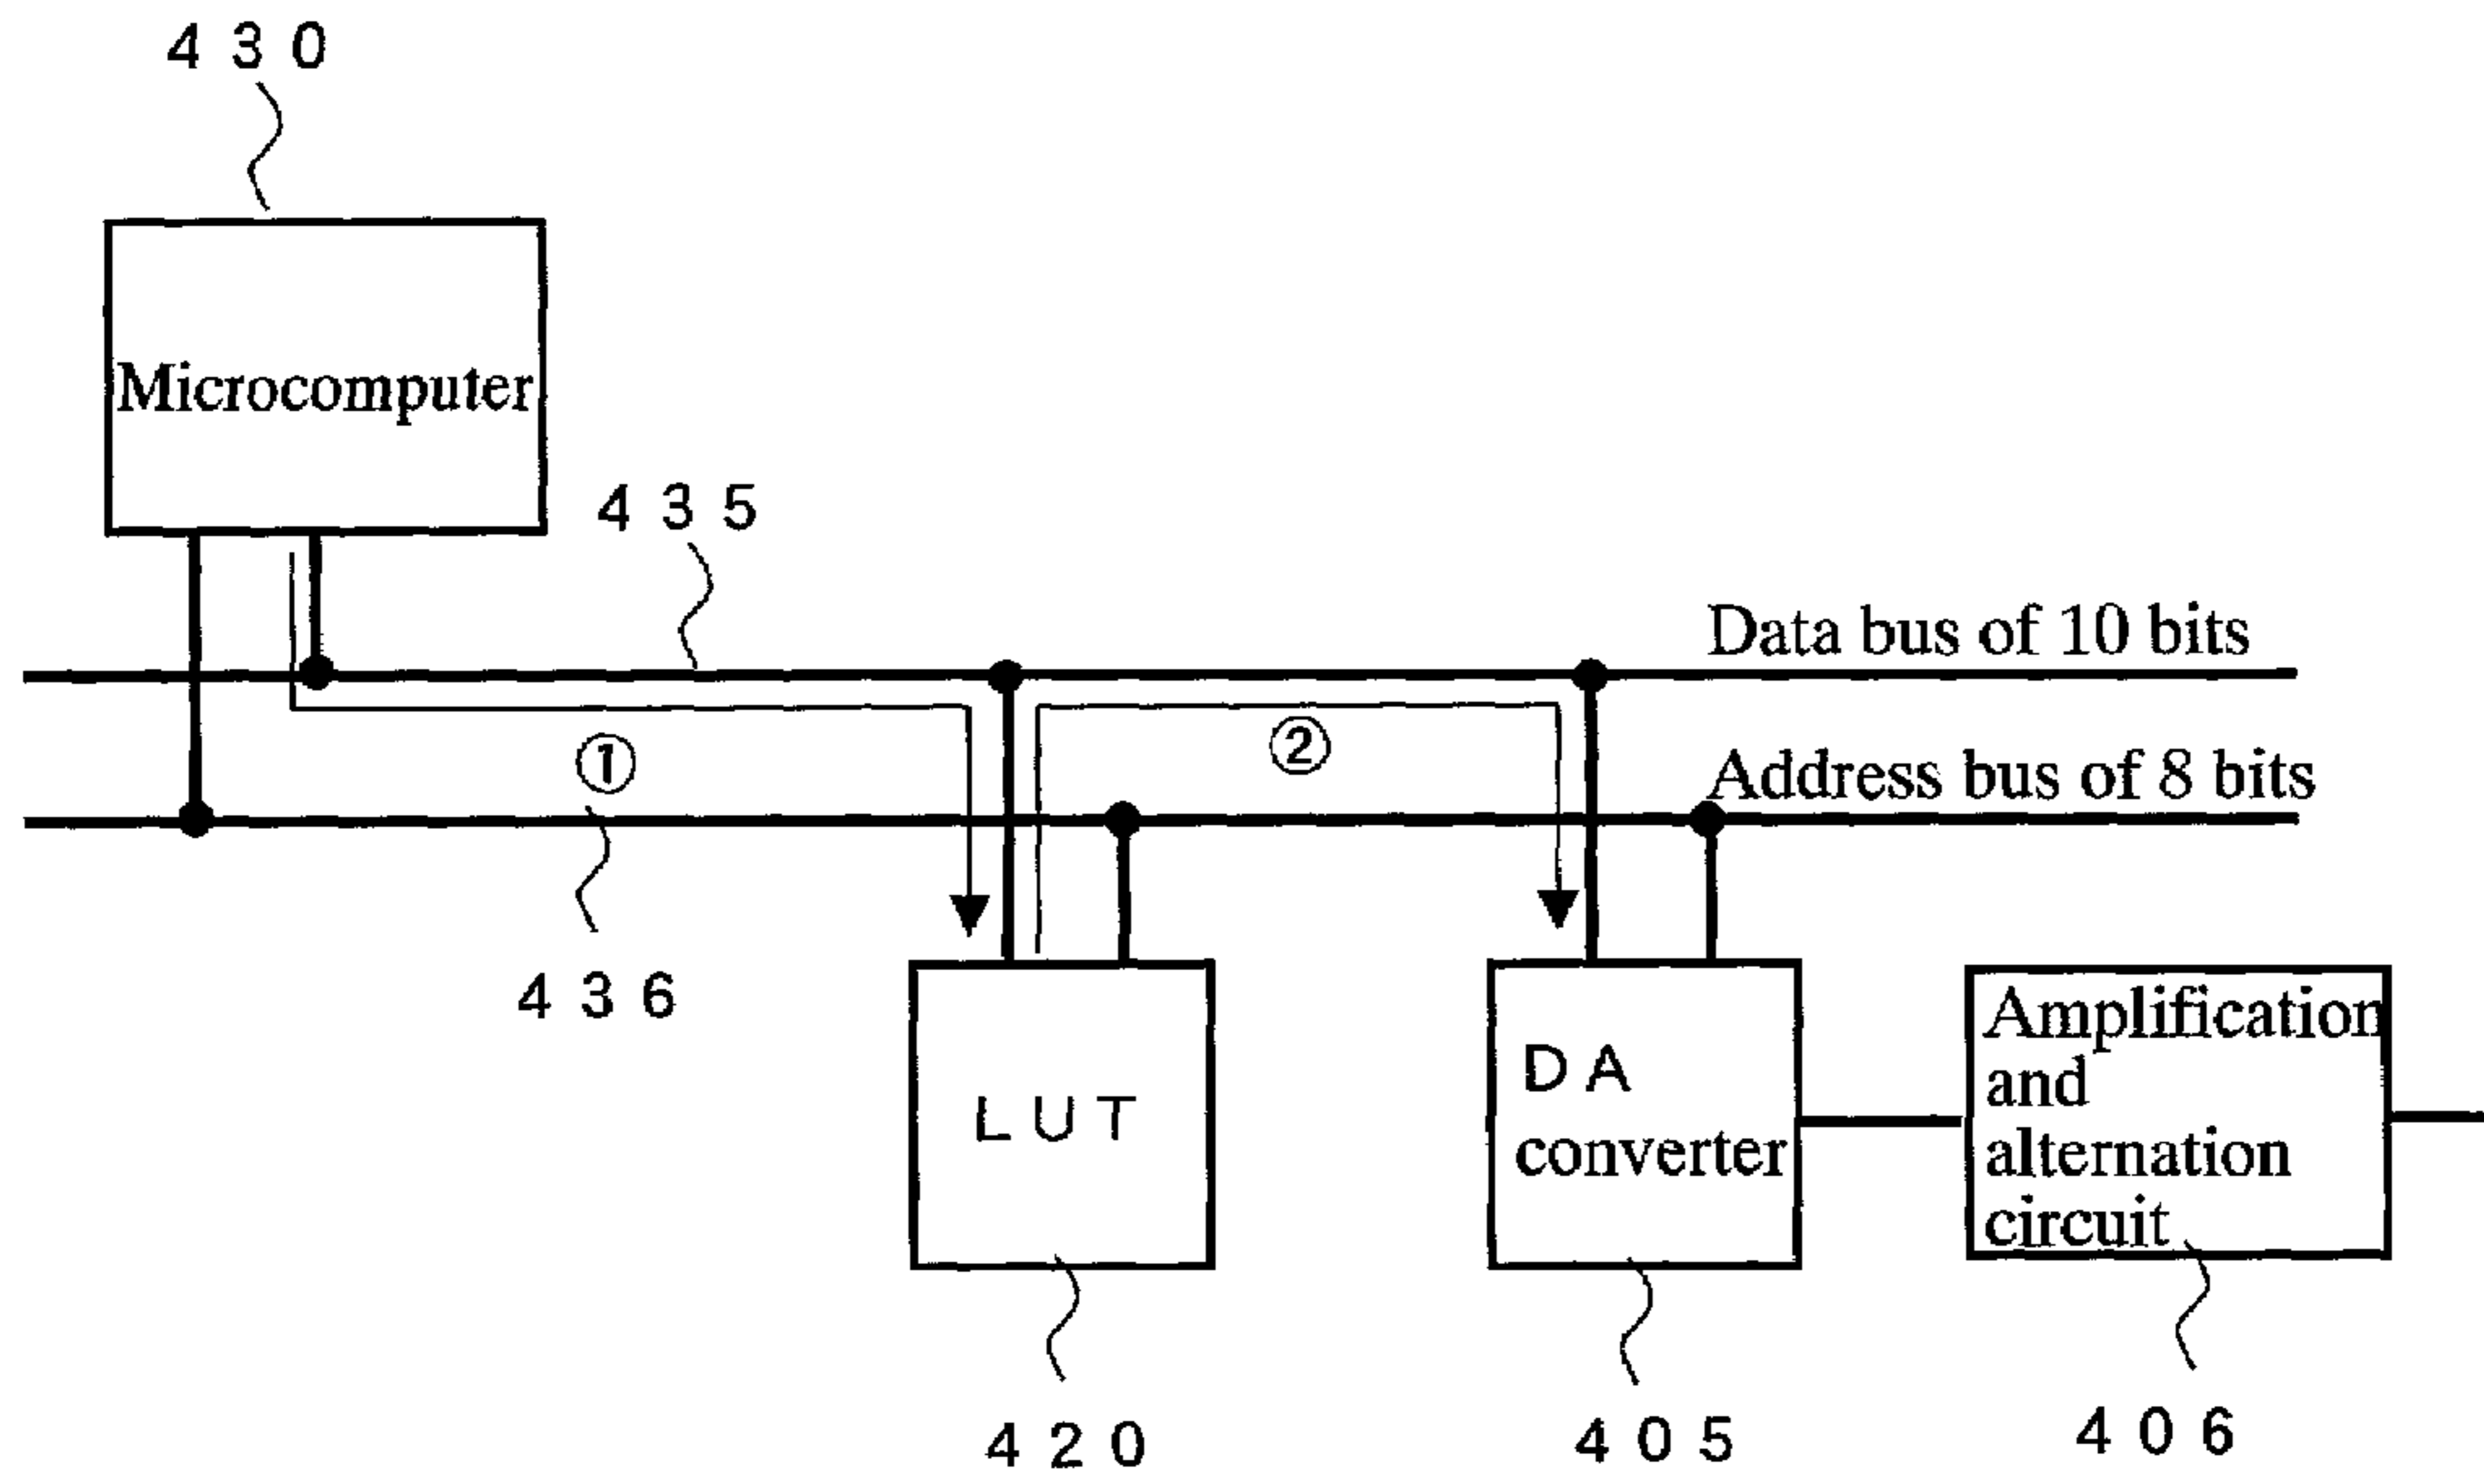 430
Microcomputer
435
Data bus of 10 bits
①
②
Address bus of 8 bits
436
LUT
DA
converter
Amplification
and
alternation
circuit
420
405
406